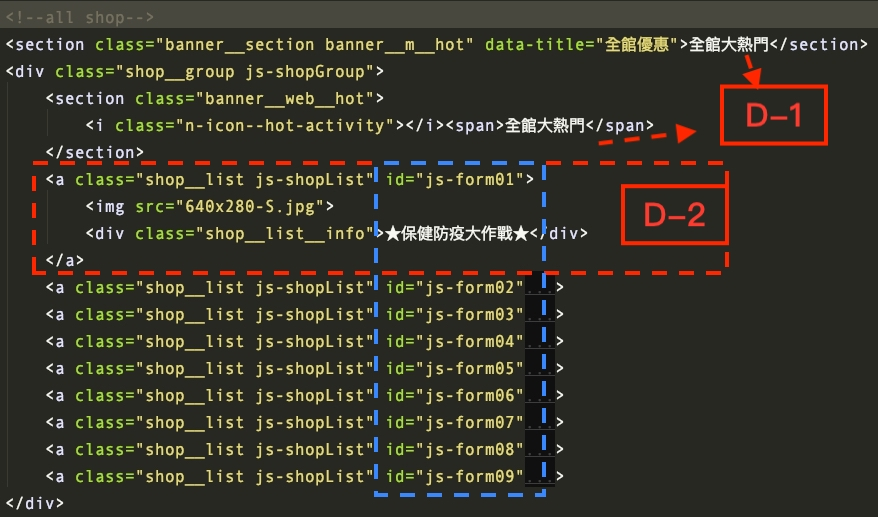 <!--all shop-->
<section class="banner__section banner__m__hot" data-title="全館優惠">全館大熱門</section>
<div class="shop__group js-shopGroup">
<section class="banner__web__hot">
D-1
<i class="n-icon--hot-activity"></i><span>全館大熱門</span>
</section>
<a class="shop__list js-shopList" id="js-form01">
<img src="640x280-S.jpg">
D-2
<div class="shop__list__info">★保健防疫大作戰★</div>
</a>
<a class="shop__list js-shopList" id="js-form02"...>
<a class="shop__list js-shopList" id="js-form03"...>
<a class="shop__list js-shopList" id="js-form04"...>
<a class="shop__list js-shopList" id="js-form05"...>
<a class="shop__list js-shopList" id="js-form06"...>
<a class="shop__list js-shopList" id="js-form07"...>
<a class="shop__list js-shopList" id="js-form08"...>
<a class="shop__list js-shopList" id="js-form09"...>
</div>